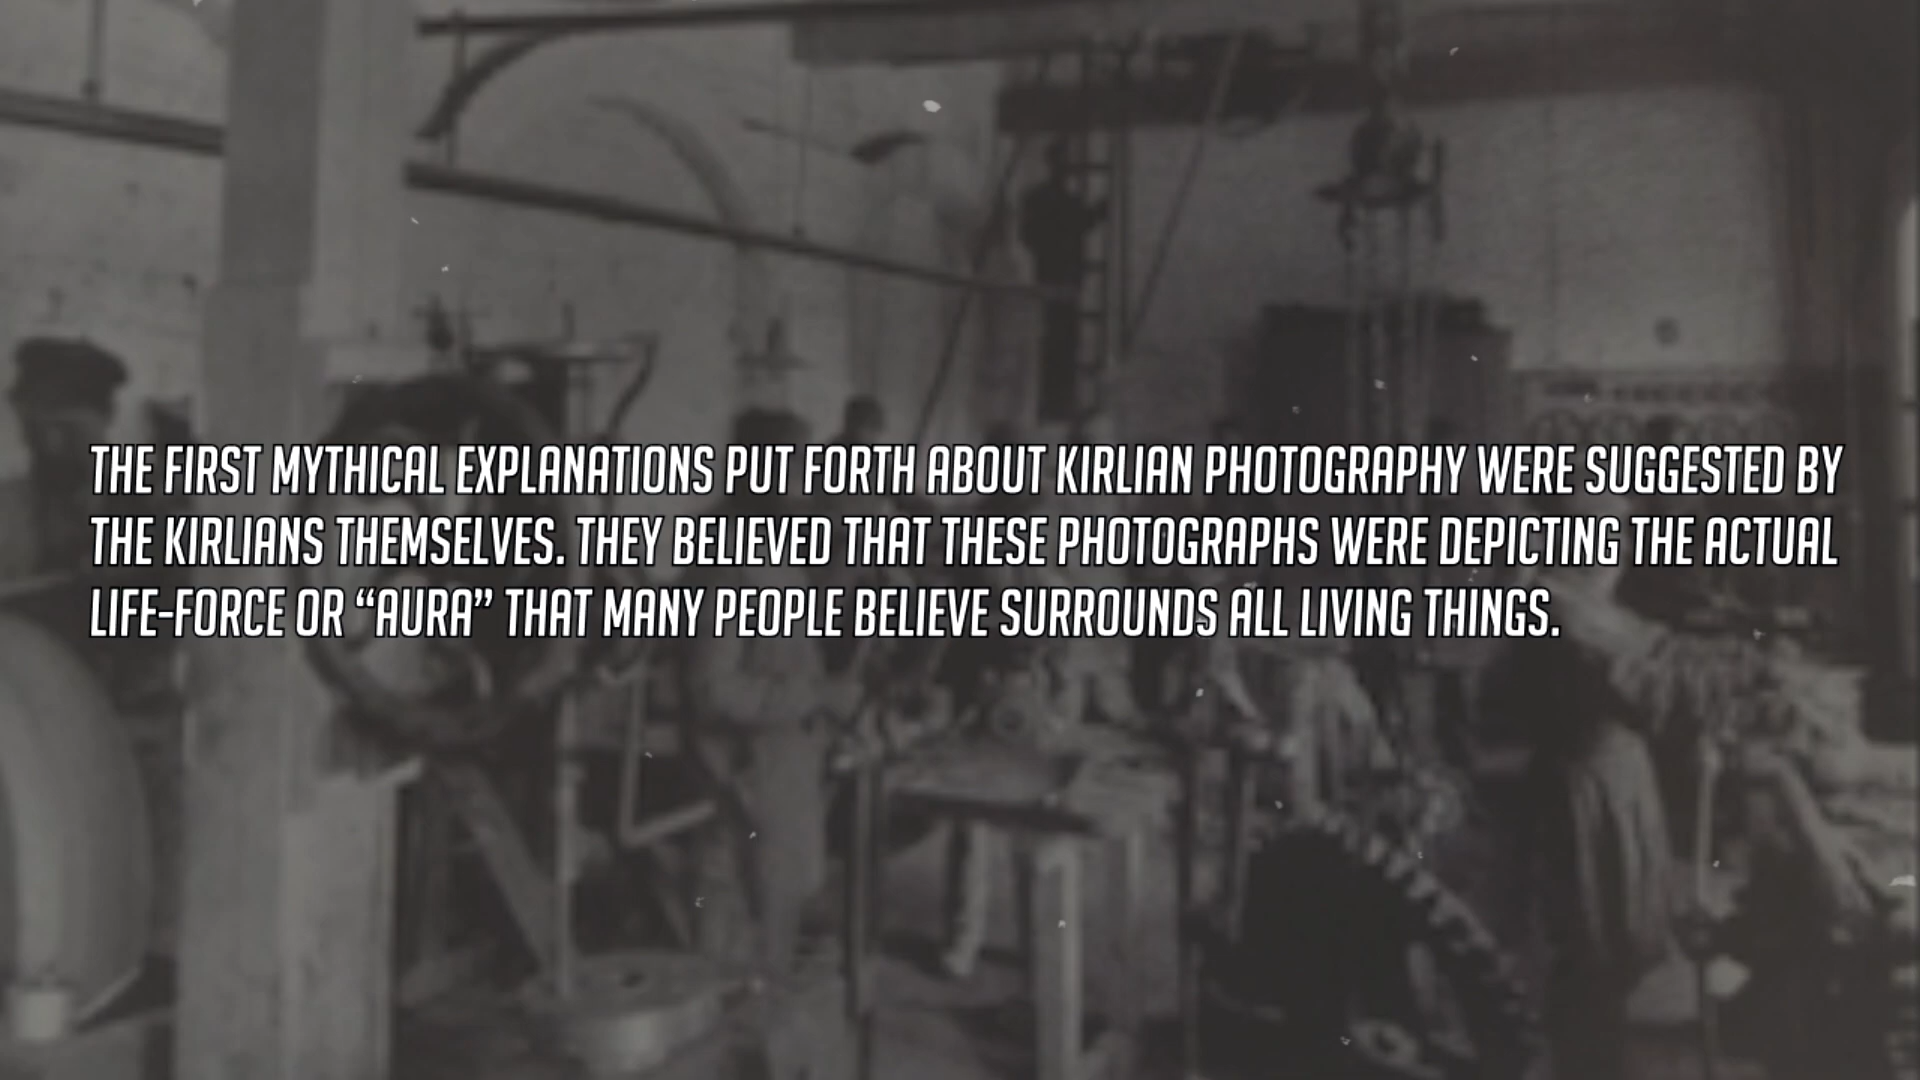 THE FIRST MYTHICAL EXPLANATIONS PUT FORTH ABOUT KIRLIAN PHOTOGRAPHY WERE SUGGESTED BY
THE KIRLIANS THEMSELVES. THEY BELIEVED THAT THESE PHOTOGRAPHS WERE DEPICTING THE ACTUAL
LIFE-FORCE OR “AURA” THAT MANY PEOPLE BELIEVE SURROUNDS ALL LIVING THINGS.